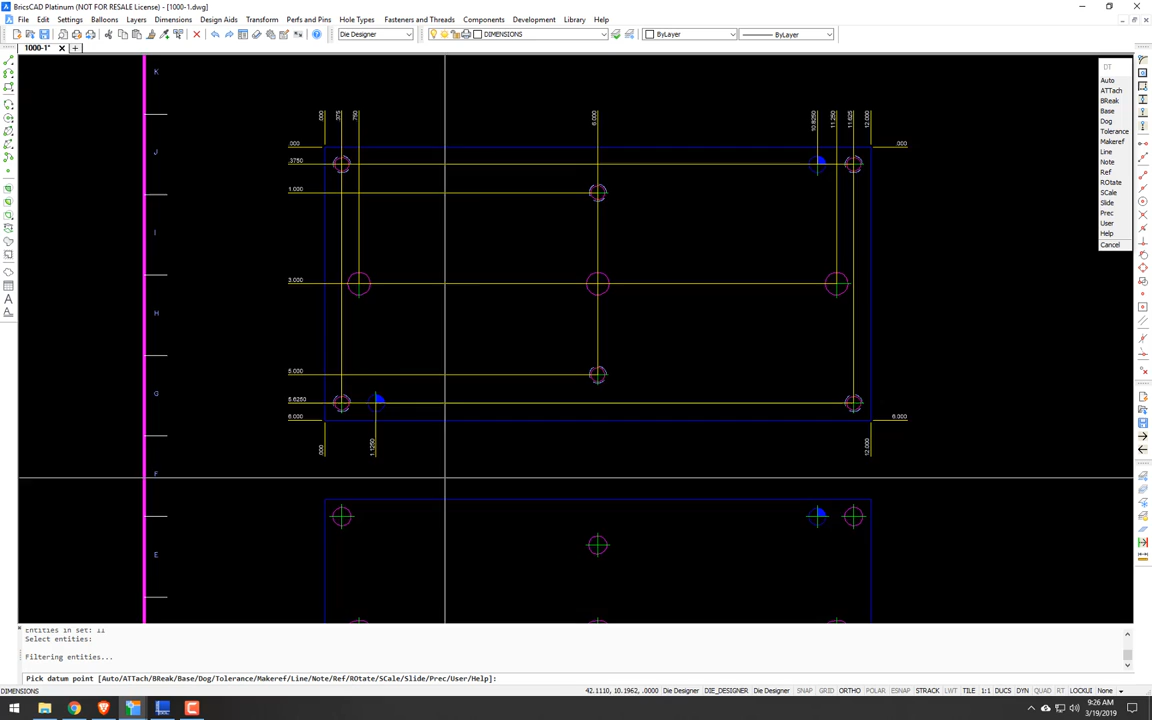 BricsCAD Platinum (NOT FOR RESALE License) - [1000-1.dwg]
File Edit Settings Balloons Layers Dimensions Design Aids Transform Perfs and Pins Hole Types Fasteners and Threads Components Development Library Help
Die Designer DIMENSIONS ByLayer ByLayer
1000-1*
K
J
I
H
G
F
E
.000 .375 .750 6.000 10.8250 11.250 11.625 12.000
.000 .000
.3750
1.000
3.000
5.000
5.6250
6.000 6.000
.000 1.1250 12.000
DT
Auto
ATTach
BReak
Base
Dog
Tolerance
Makeref
Line
Note
Ref
ROtate
SCale
Slide
Prec
User
Help
Cancel
Entities in set: 11
Select entities:
Filtering entities...
Pick datum point [Auto/ATTach/BReak/Base/Dog/Tolerance/Makeref/Line/Note/Ref/ROtate/SCale/Slide/Prec/User/Help]:
DIMENSIONS 42.1110, 10.1962, .0000 Die Designer DIE_DESIGNER Die Designer SNAP GRID ORTHO POLAR ESNAP STRACK LWT TILE 1:1 DUCS DYN QUAD RT LOCKUI None
9:26 AM
3/19/2019